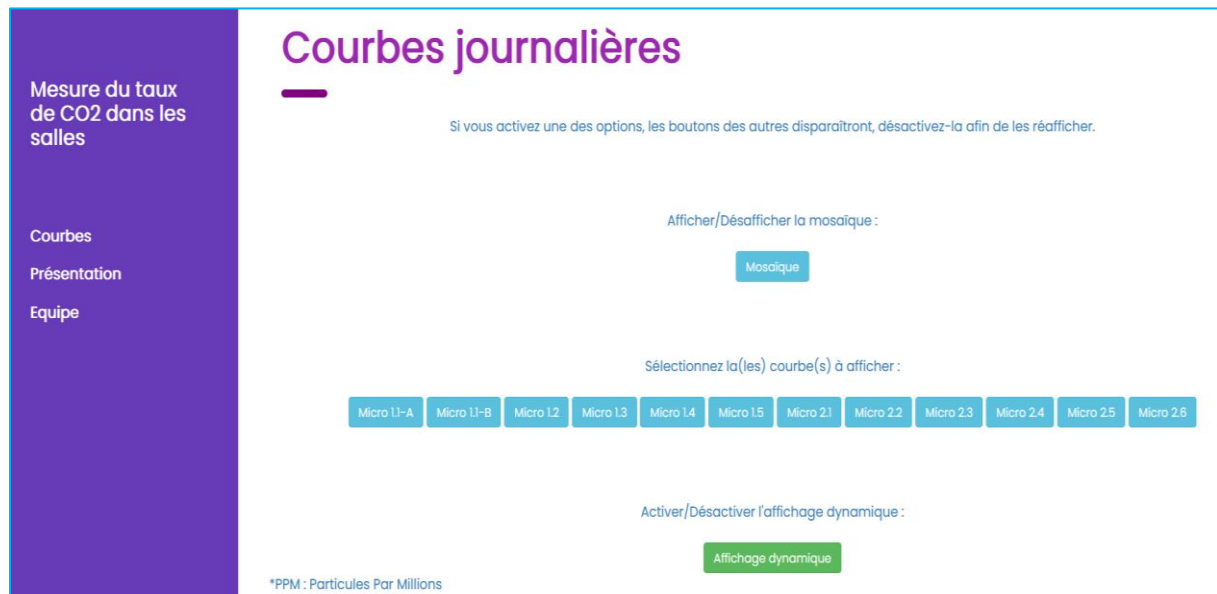 Mesure du taux
de CO2 dans les
salles
Courbes
Présentation
Equipe
Courbes journalières
Si vous activez une des options, les boutons des autres disparaîtront, désactivez-la afin de les réafficher.
Afficher/Désafficher la mosaïque :
Mosaïque
Sélectionnez la(les) courbe(s) à afficher :
Micro 1.1-A Micro 1.1-B Micro 1.2 Micro 1.3 Micro 1.4 Micro 1.5 Micro 2.1 Micro 2.2 Micro 2.3 Micro 2.4 Micro 2.5 Micro 2.6
Activer/Désactiver l'affichage dynamique :
Affichage dynamique
*PPM : Particules Par Millions